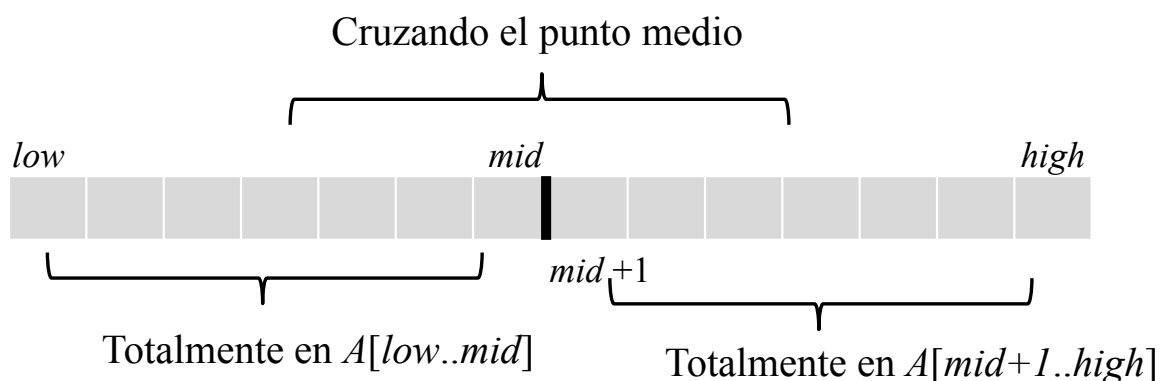 Cruzando el punto medio
low mid high
mid +1
Totalmente en A[low..mid]
Totalmente en A[mid+1..high]